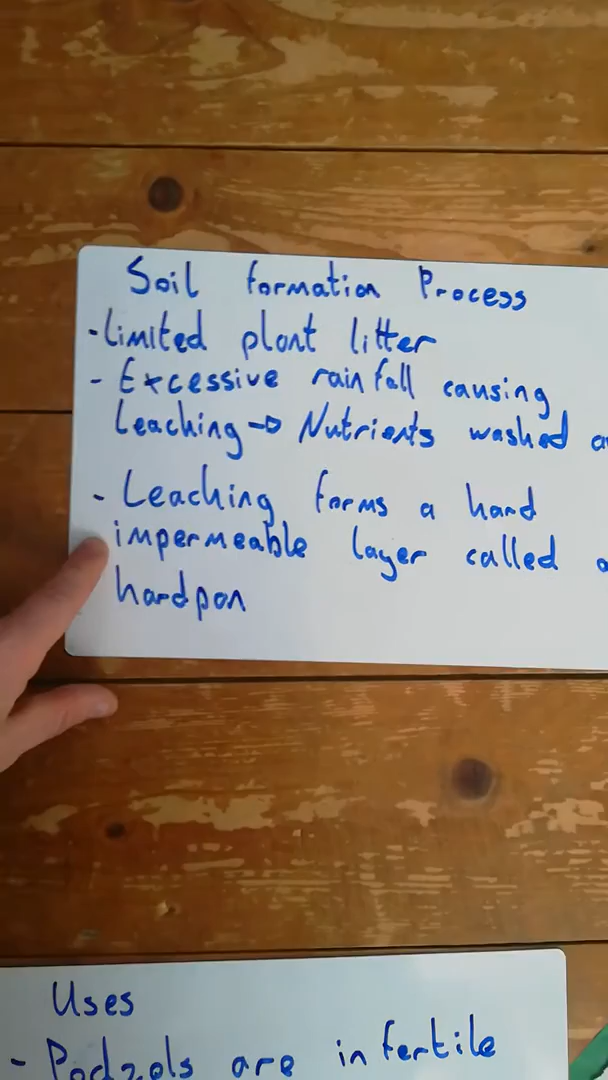 Soil formation Process
- limited plant litter
- Excessive rainfall causing
Leaching → Nutrients washed
- Leaching forms a hard
impermeable layer called a
hardpan
Uses
- Podzols are infertile